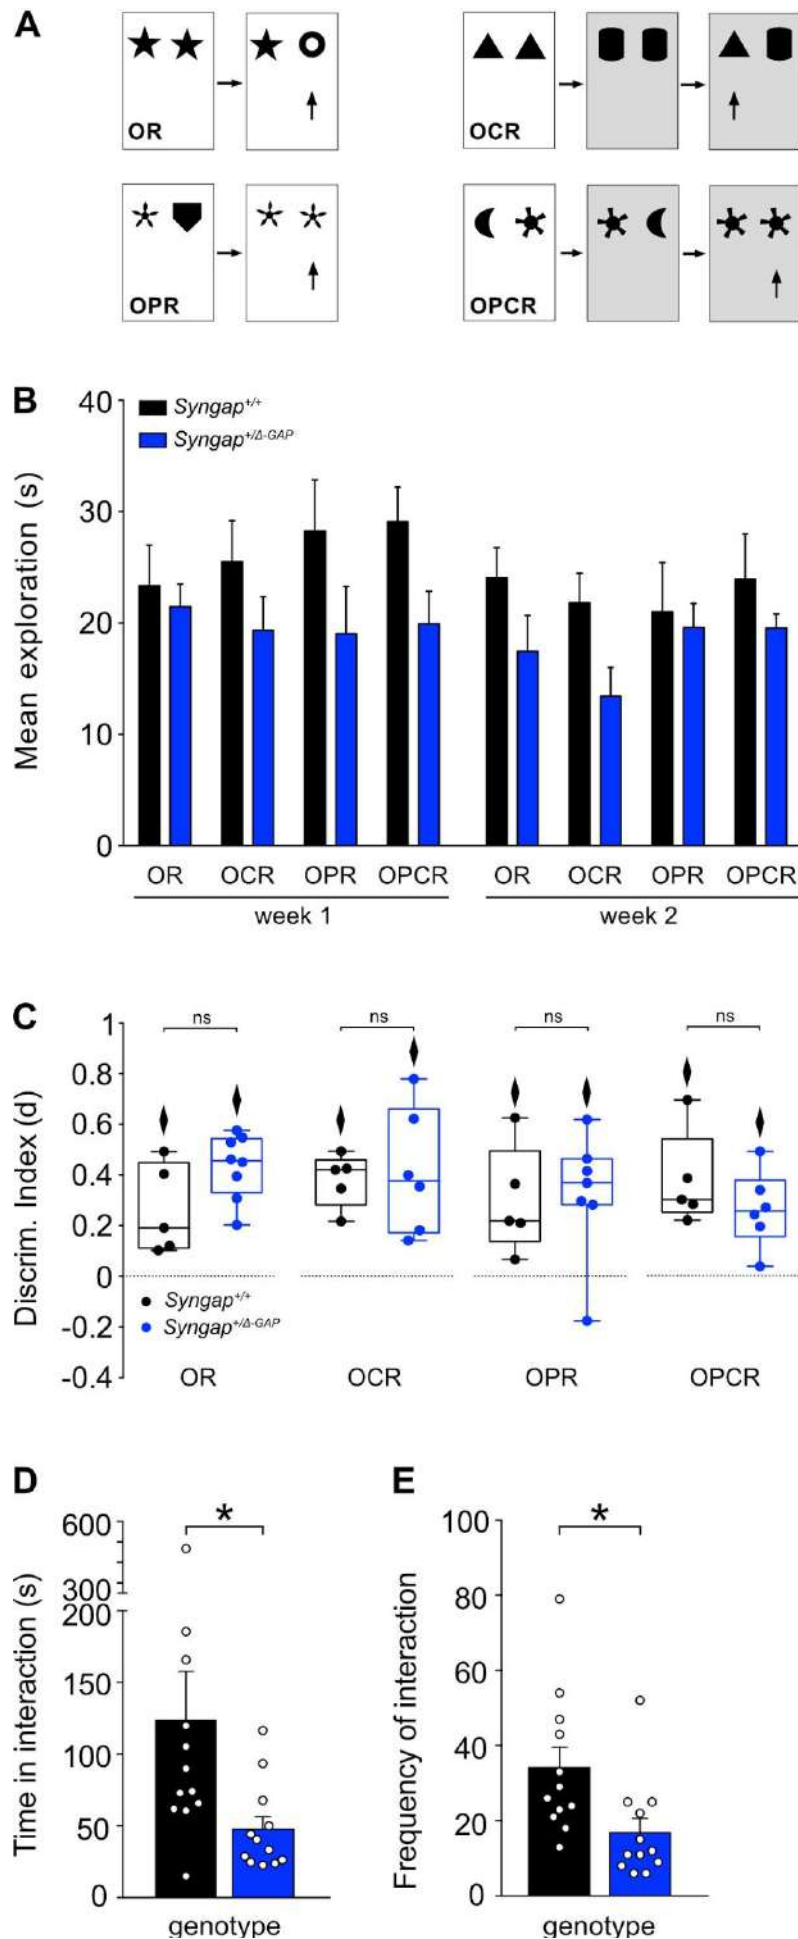 A
OR
OCR
OPR
OPCR
B
Mean exploration (s)
40
30
20
10
0
Syngap+/+
Syngap+/Δ-GAP
OR OCR OPR OPCR OR OCR OPR OPCR
week 1 week 2
C
Discrim. Index (d)
1
0.8
0.6
0.4
0.2
0
-0.2
-0.4
ns ns ns ns
Syngap+/+
Syngap+/Δ-GAP
OR OCR OPR OPCR
D
Time in interaction (s)
600
300
200
150
100
50
0
*
genotype
E
Frequency of interaction
100
80
60
40
20
0
*
genotype